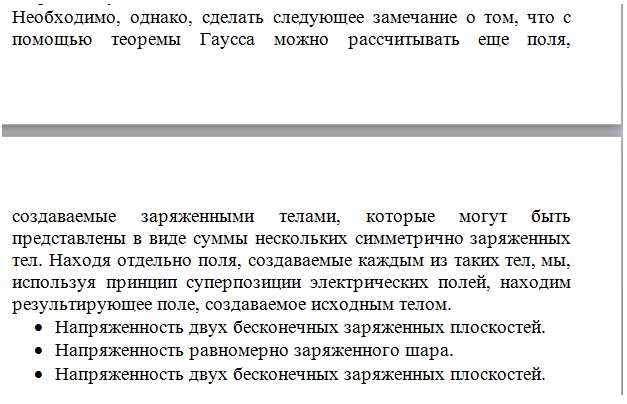 Необходимо, однако, сделать следующее замечание о том, что с
помощью теоремы Гаусса можно рассчитывать еще поля,
создаваемые заряженными телами, которые могут быть
представлены в виде суммы нескольких симметрично заряженных
тел. Находя отдельно поля, создаваемые каждым из таких тел, мы,
используя принцип суперпозиции электрических полей, находим
результирующее поле, создаваемое исходным телом.
• Напряженность двух бесконечных заряженных плоскостей.
• Напряженность равномерно заряженного шара.
• Напряженность двух бесконечных заряженных плоскостей.